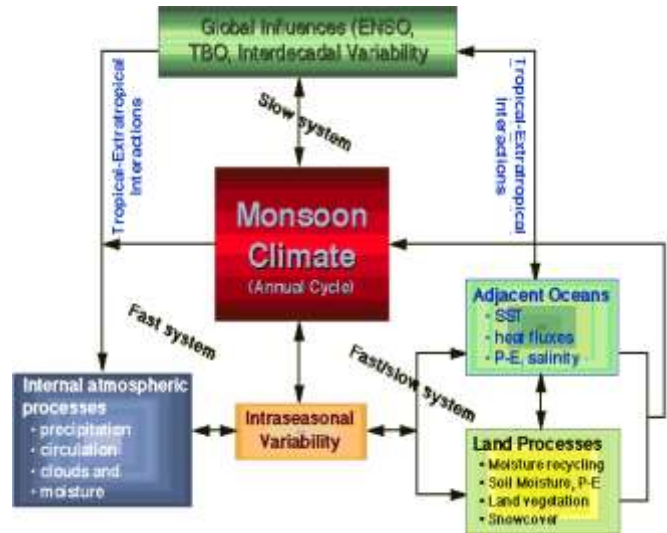 Global Influences (ENSO,
TBO, Interdecadal Variability
Slow system
Tropical-Extratropical
Interactions
Tropical-Extratropical
Interactions
Monsoon
Climate
(Annual Cycle)
Fast system
Fast/slow system
Adjacent Oceans
• SST
• heat fluxes
• P-E, salinity
Internal atmospheric
processes
• precipitation
• circulation
• clouds and
• moisture
Intraseasonal
Variability
Land Processes
• Moisture recycling
• Soil Moisture, P-E
• Land vegetation
• Snowcover